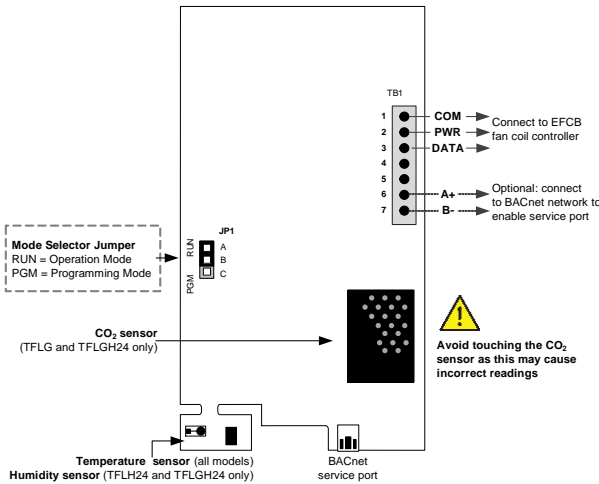 TB1
1 COM
2 PWR
3 DATA
4
5
6 A+
7 B-
Connect to EFCB
fan coil controller
Optional: connect
to BACnet network to
enable service port
Mode Selector Jumper
RUN = Operation Mode
PGM = Programming Mode
JP1
RUN
PGM
A
B
C
CO₂ sensor
(TFLG and TFLGH24 only)
!
Avoid touching the CO₂
sensor as this may cause
incorrect readings
Temperature sensor (all models)
Humidity sensor (TFLH24 and TFLGH24 only)
BACnet
service port